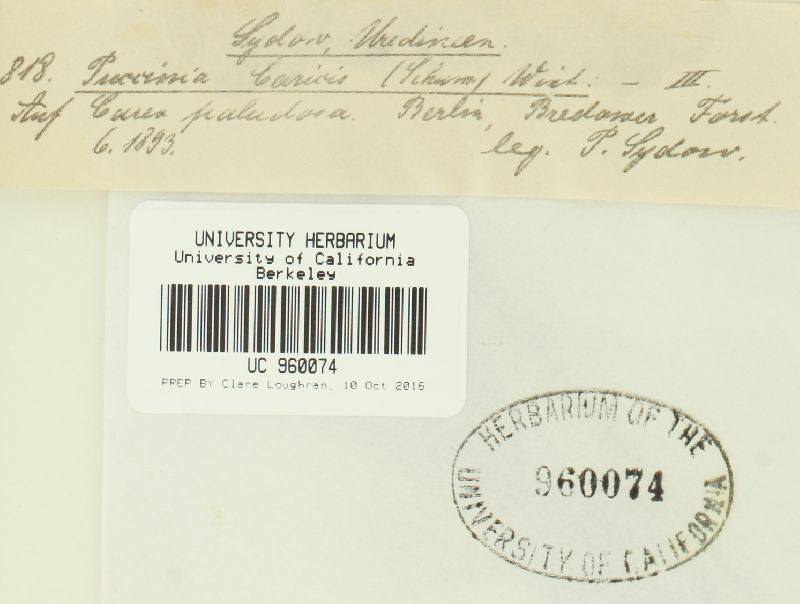 Sydow, Uredineen.
818. Puccinia Caricis (Schum) Wint. — III.
Auf Carex paludosa. Berlin, Bredower Forst.
6. 1893. leg. P. Sydow.
UNIVERSITY HERBARIUM
University of California
Berkeley
UC 960074
PREP BY Clare Loughran, 10 Oct 2016
HERBARIUM OF THE
960074
UNIVERSITY OF CALIFORNIA